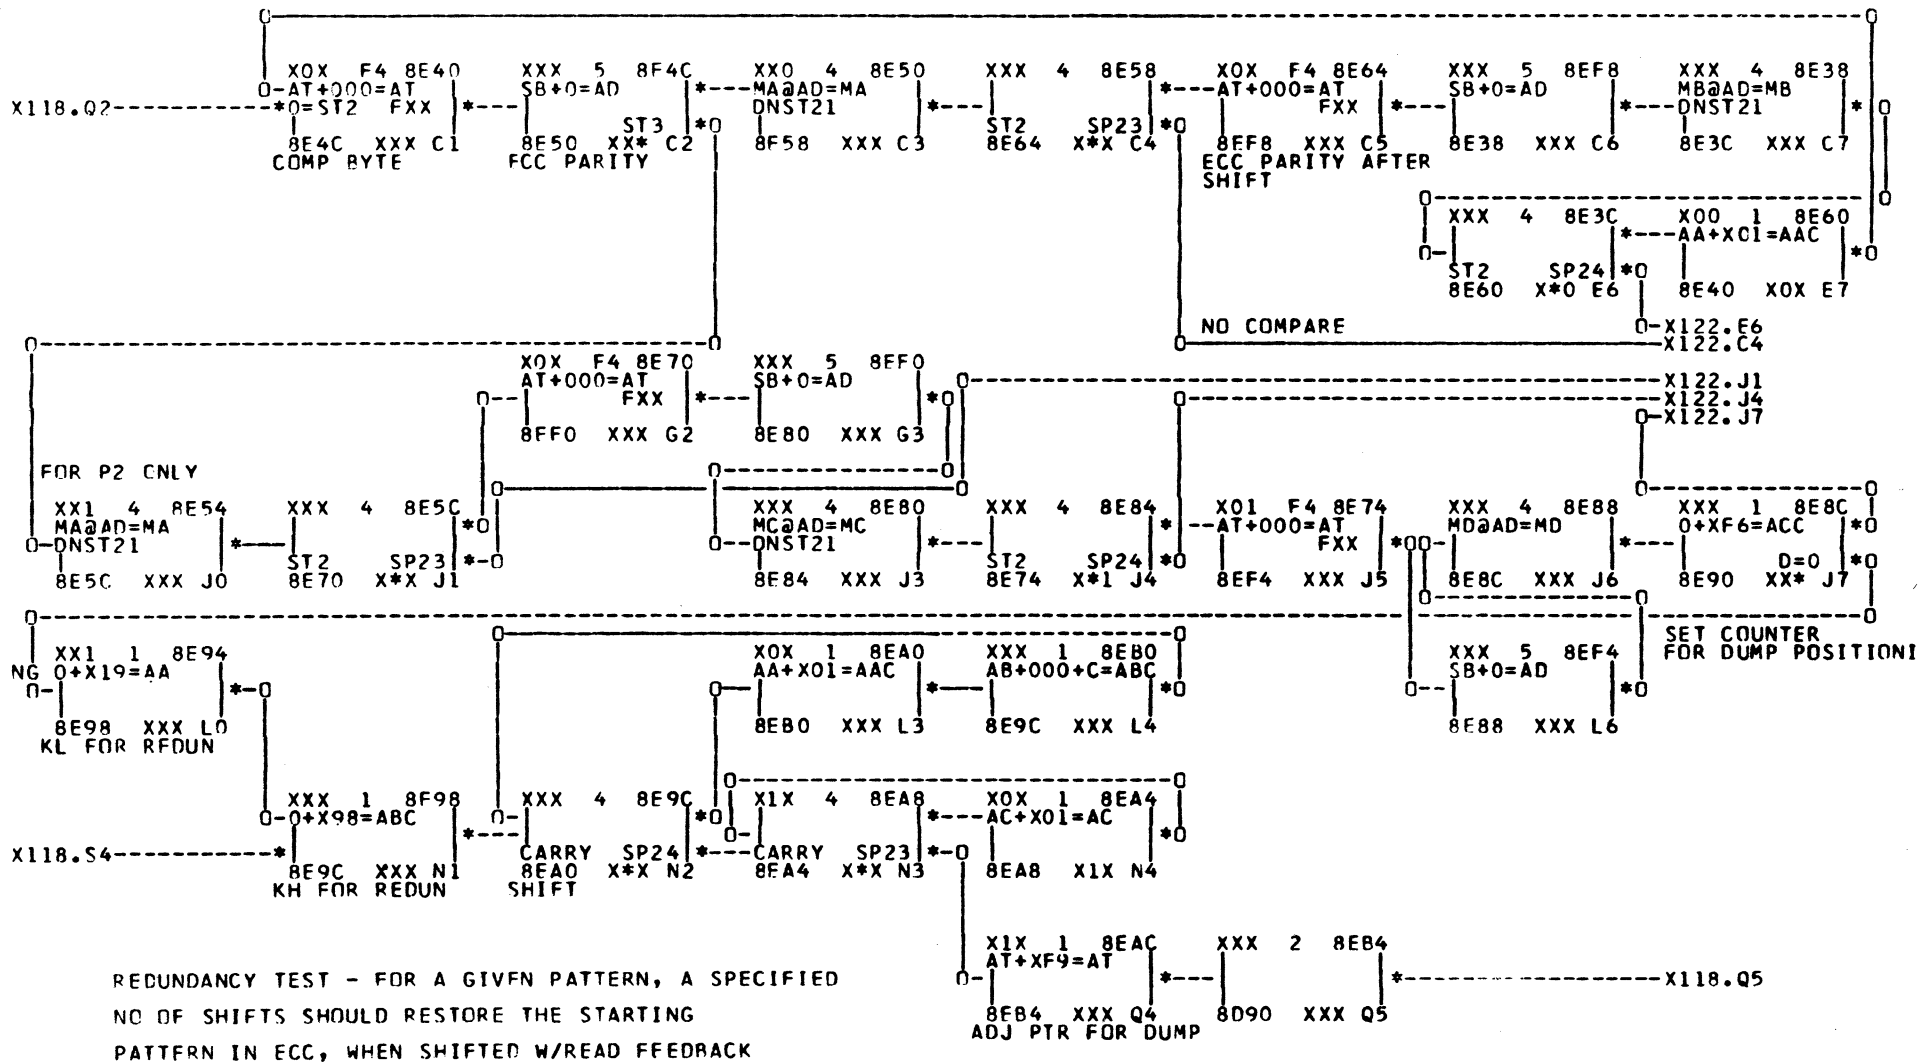 X0X F4 8E40 XXX 5 8F4C XX0 4 8E50 XXX 4 8E58 X0X F4 8E64 XXX 5 8EF8 XXX 4 8E38
AT+000=AT SB+0=AD MA@AD=MA AT+000=AT SB+0=AD MB@AD=MB
X118.Q2 *0=ST2 FXX DNST21 FXX DNST21
ST3 ST2 SP23
8E4C XXX C1 8E50 XX* C2 8F58 XXX C3 8E64 X*X C4 8EF8 XXX C5 8E38 XXX C6 8E3C XXX C7
COMP BYTE FCC PARITY ECC PARITY AFTER
SHIFT
XXX 4 8E3C X00 1 8E60
AA+X01=AAC
ST2 SP24
8E60 X*0 E6 8E40 X0X E7
NO COMPARE X122.E6
X122.C4
X0X F4 8E70 XXX 5 8EF0
AT+000=AT SB+0=AD X122.J1
FXX X122.J4
X122.J7
8FF0 XXX G2 8E80 XXX G3
FOR P2 CNLY
XX1 4 8E54 XXX 4 8E5C XXX 4 8E80 XXX 4 8E84 X01 F4 8E74 XXX 4 8E88 XXX 1 8E8C
MA@AD=MA MC@AD=MC AT+000=AT MD@AD=MD 0+XF6=ACC
DNST21 DNST21 FXX
ST2 SP23 ST2 SP24 D=0
8E5C XXX J0 8E70 X*X J1 8E84 XXX J3 8E74 X*1 J4 8EF4 XXX J5 8E8C XXX J6 8E90 XX* J7
SET COUNTER
FOR DUMP POSITIONI
XX1 1 8E94 X0X 1 8EA0 XXX 1 8EB0 XXX 5 8EF4
NG 0+X19=AA AA+X01=AAC AB+000+C=ABC SB+0=AD
8E98 XXX L0 8EB0 XXX L3 8E9C XXX L4 8E88 XXX L6
KL FOR RFDUN
XXX 1 8F98 XXX 4 8E9C X1X 4 8EA8 X0X 1 8EA4
0+X98=ABC AC+X01=AC
X118.S4 CARRY SP24 CARRY SP23
8E9C XXX N1 8EA0 X*X N2 8EA4 X*X N3 8EA8 X1X N4
KH FOR REDUN SHIFT
X1X 1 8EAC XXX 2 8EB4
AT+XF9=AT
REDUNDANCY TEST - FOR A GIVFN PATTERN, A SPECIFIED X118.Q5
NO OF SHIFTS SHOULD RESTORE THE STARTING 8EB4 XXX Q4 8D90 XXX Q5
ADJ PTR FOR DUMP
PATTFRN IN ECC, WHEN SHIFTED W/READ FFEDBACK